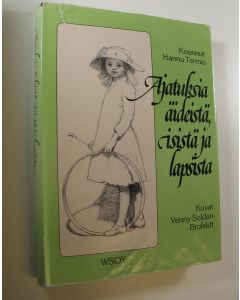 Koonnut
Hannu Tarmio
Ajatuksia
äideistä,
isistä ja
lapsista
Kuvat
Venny Soldan
Brofeldt
WSOY